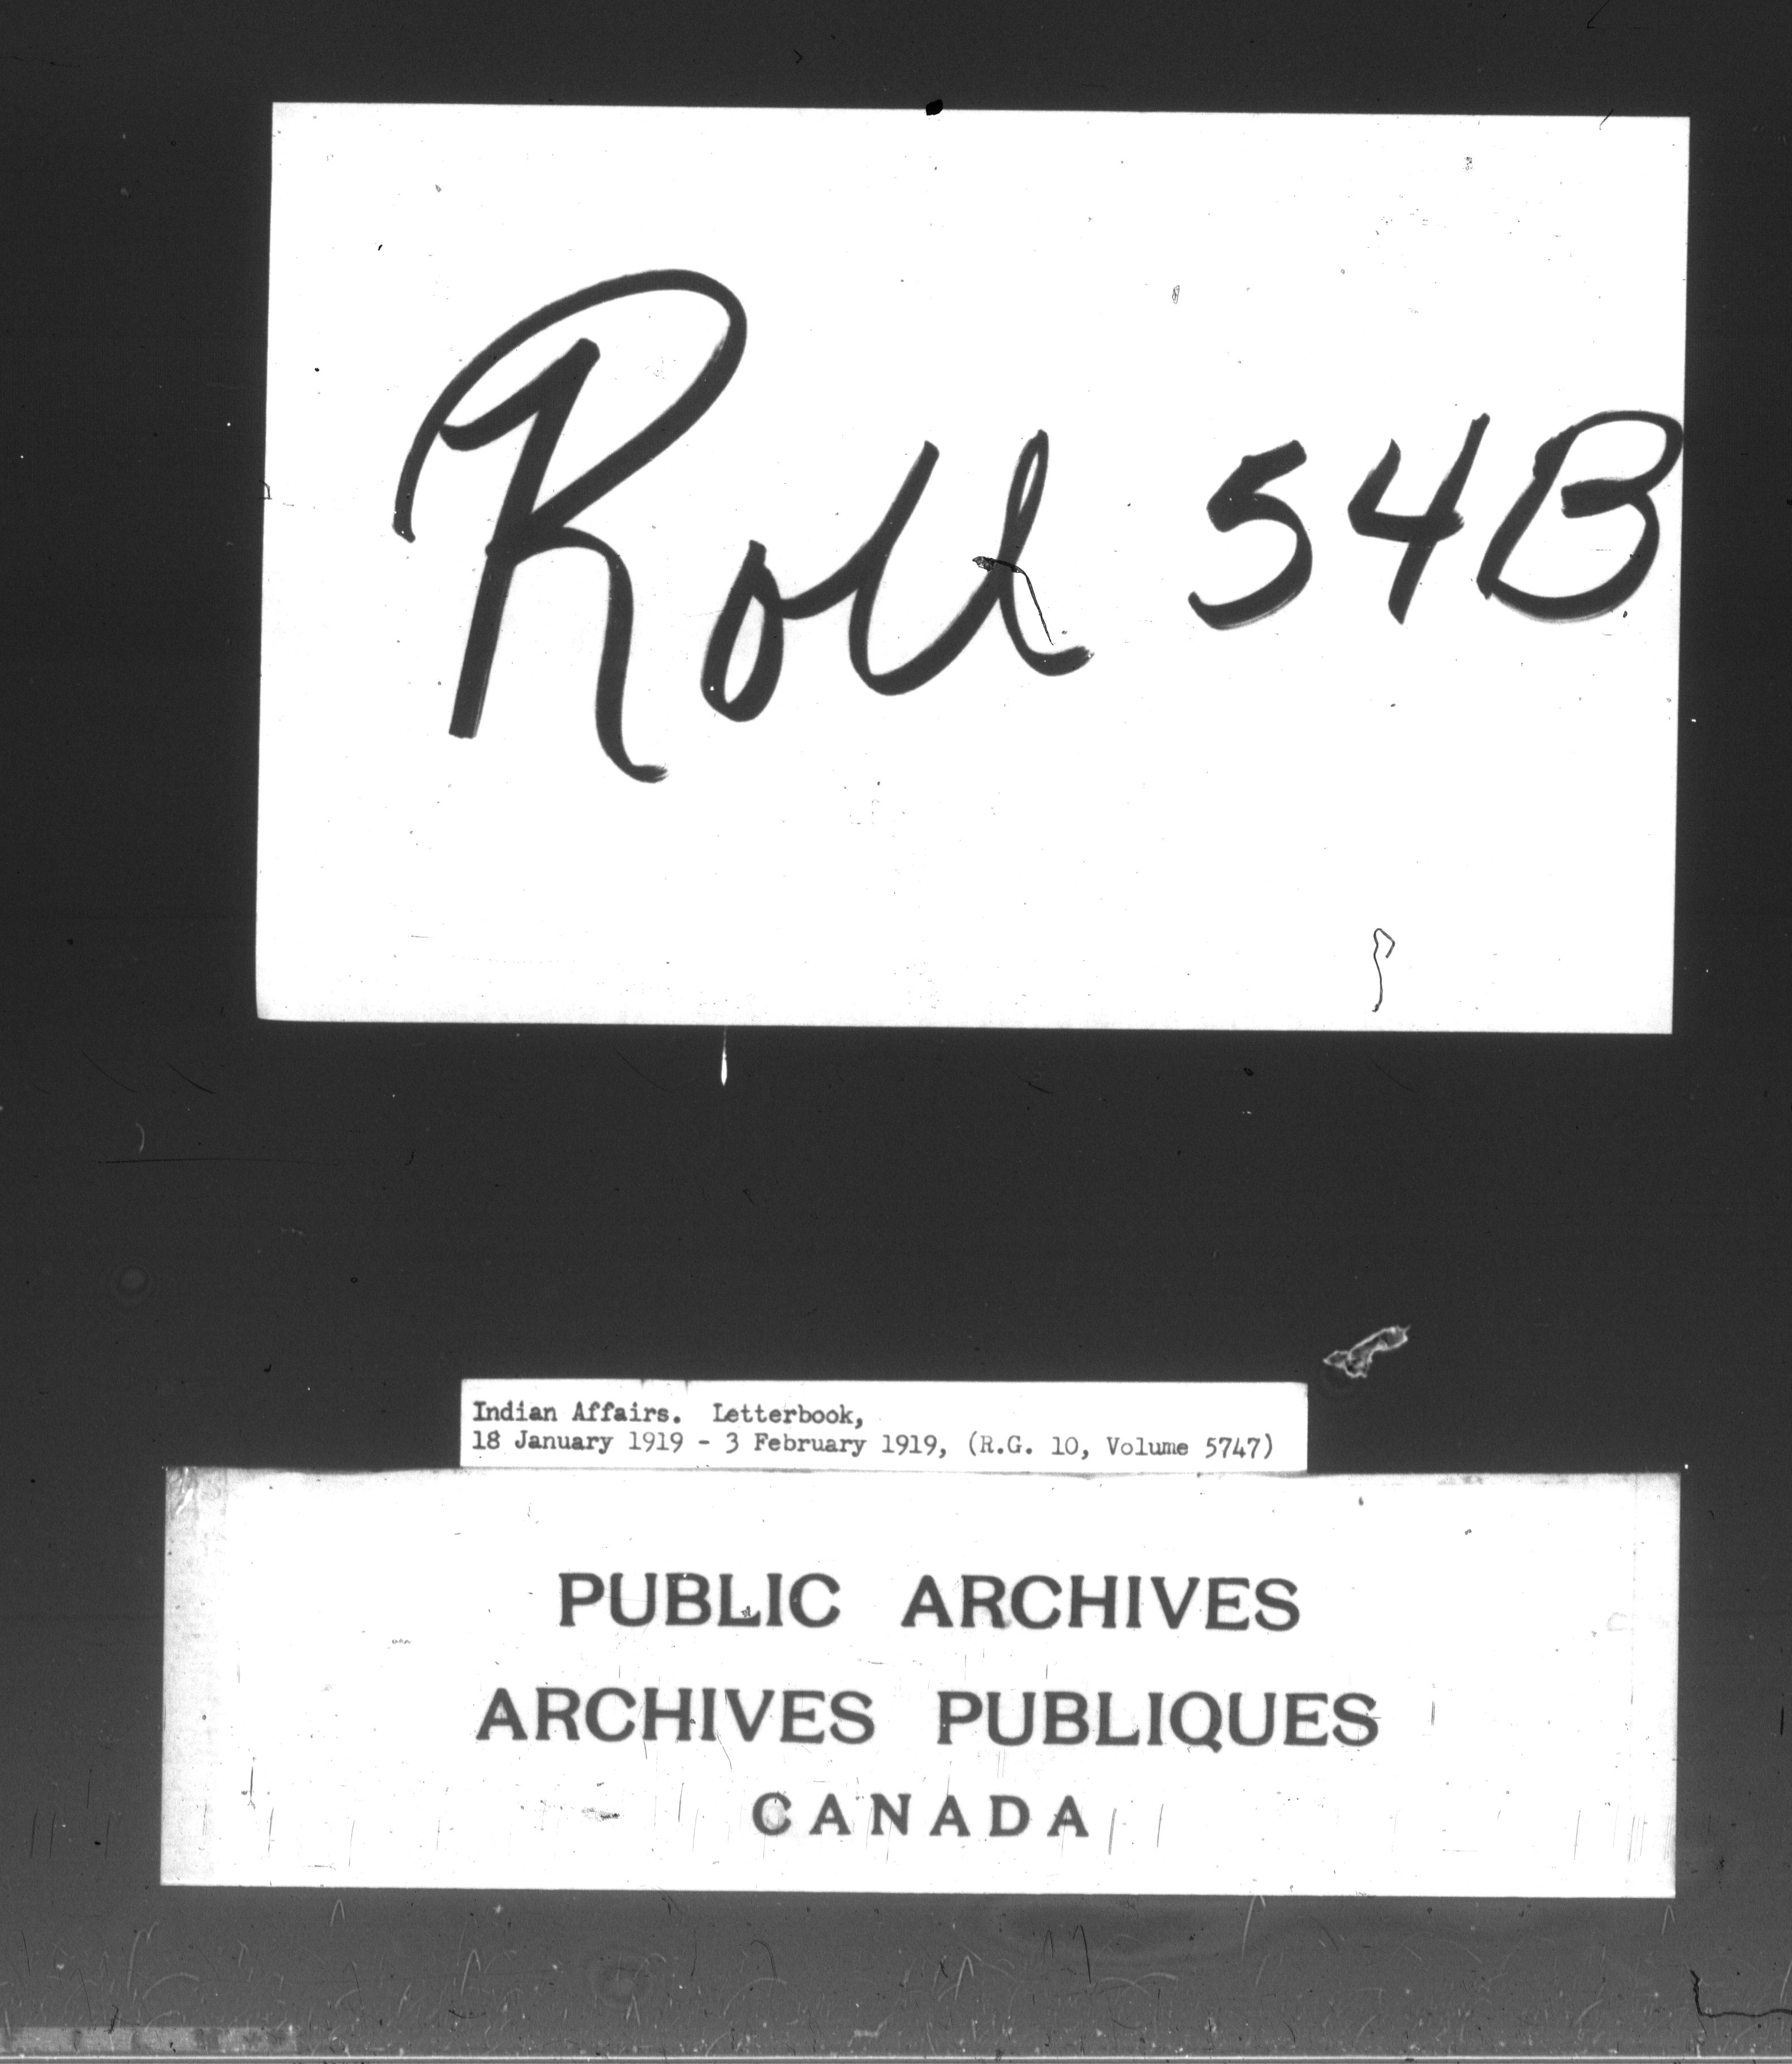 Roll 54B
Indian Affairs. Letterbook,
18 January 1919 - 3 February 1919, (R.G. 10, Volume 5747)
PUBLIC ARCHIVES
ARCHIVES PUBLIQUES
CANADA